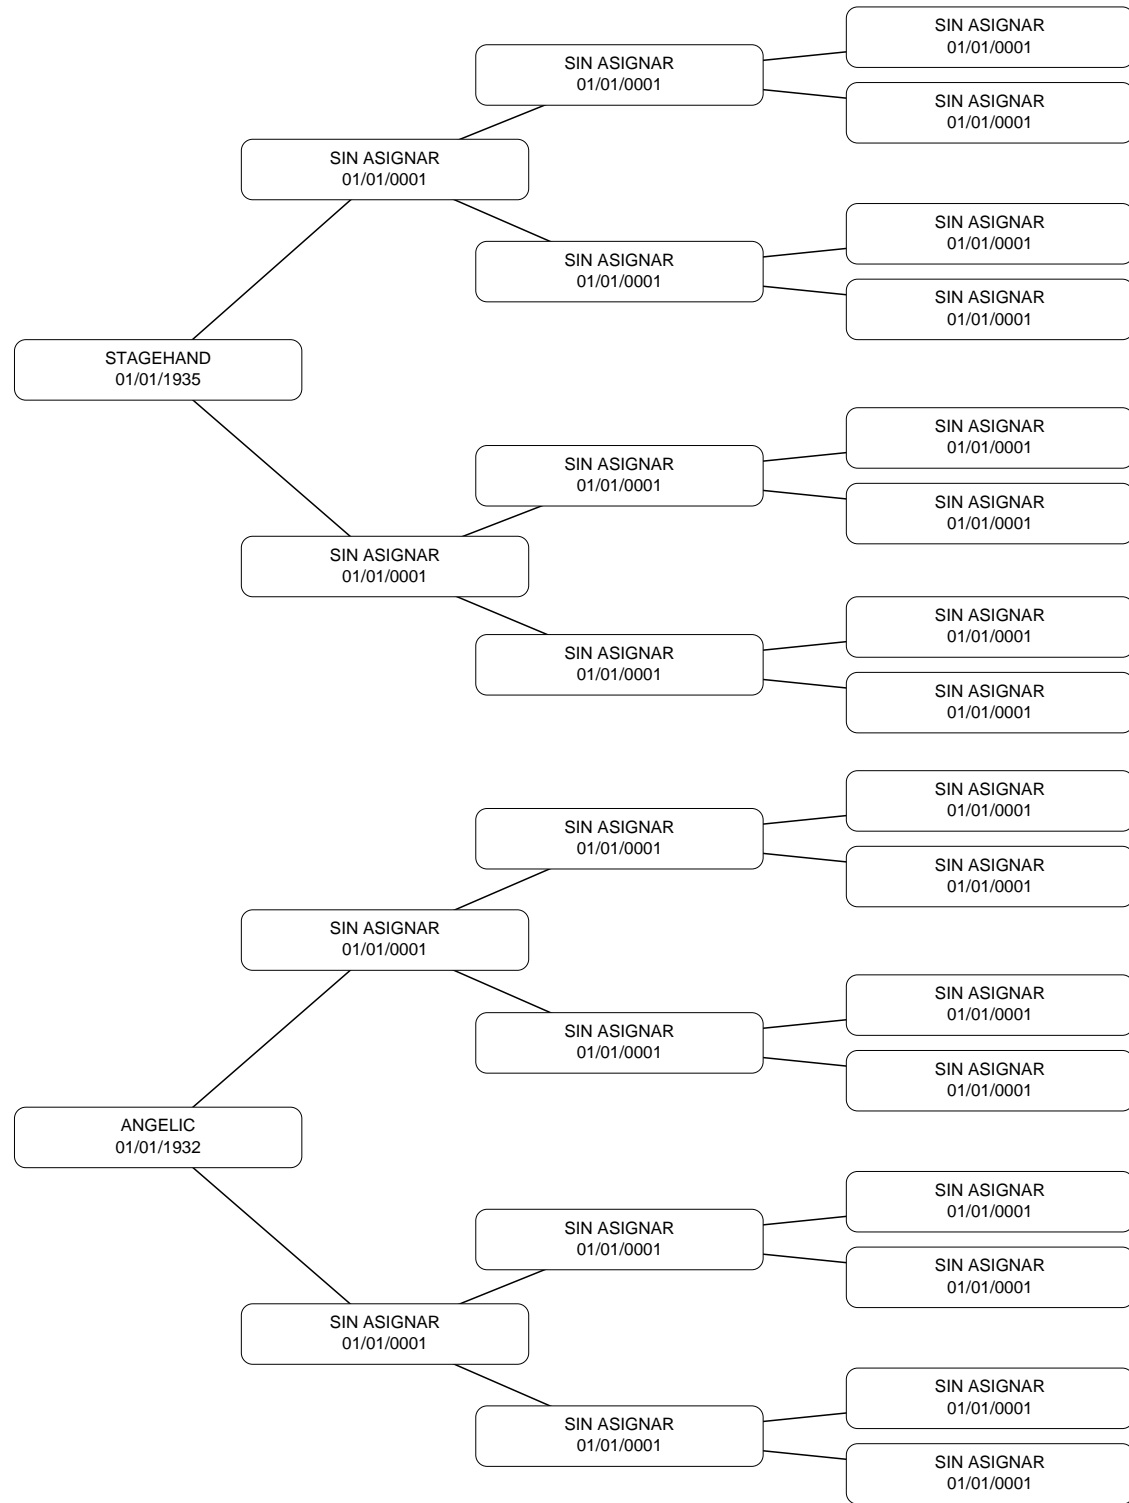 SIN ASIGNAR
01/01/0001
SIN ASIGNAR
01/01/0001
SIN ASIGNAR
01/01/0001
SIN ASIGNAR
01/01/0001
SIN ASIGNAR
01/01/0001
SIN ASIGNAR
01/01/0001
SIN ASIGNAR
01/01/0001
STAGEHAND
01/01/1935
SIN ASIGNAR
01/01/0001
SIN ASIGNAR
01/01/0001
SIN ASIGNAR
01/01/0001
SIN ASIGNAR
01/01/0001
SIN ASIGNAR
01/01/0001
SIN ASIGNAR
01/01/0001
SIN ASIGNAR
01/01/0001
SIN ASIGNAR
01/01/0001
SIN ASIGNAR
01/01/0001
SIN ASIGNAR
01/01/0001
SIN ASIGNAR
01/01/0001
SIN ASIGNAR
01/01/0001
SIN ASIGNAR
01/01/0001
SIN ASIGNAR
01/01/0001
ANGELIC
01/01/1932
SIN ASIGNAR
01/01/0001
SIN ASIGNAR
01/01/0001
SIN ASIGNAR
01/01/0001
SIN ASIGNAR
01/01/0001
SIN ASIGNAR
01/01/0001
SIN ASIGNAR
01/01/0001
SIN ASIGNAR
01/01/0001
SIN ASIGNAR
01/01/0001